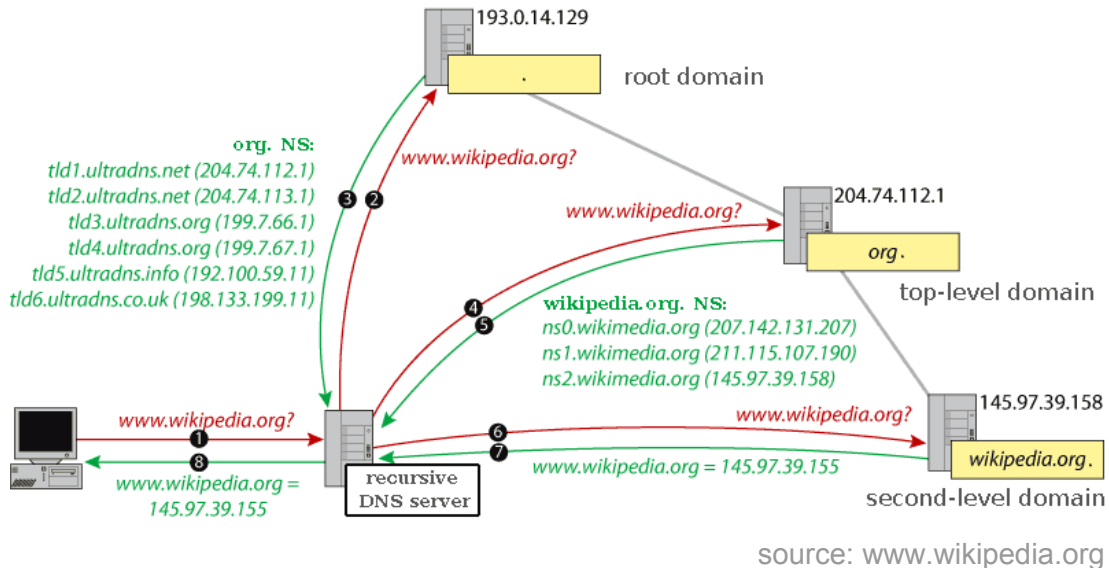 193.0.14.129
.
root domain
org. NS:
tld1.ultradns.net (204.74.112.1)
tld2.ultradns.net (204.74.113.1)
tld3.ultradns.org (199.7.66.1)
tld4.ultradns.org (199.7.67.1)
tld5.ultradns.info (192.100.59.11)
tld6.ultradns.co.uk (198.133.199.11)
www.wikipedia.org?
3
2
www.wikipedia.org?
204.74.112.1
org.
top-level domain
4
5
wikipedia.org. NS:
ns0.wikimedia.org (207.142.131.207)
ns1.wikimedia.org (211.115.107.190)
ns2.wikimedia.org (145.97.39.158)
www.wikipedia.org?
1
8
www.wikipedia.org =
145.97.39.155
recursive
DNS server
www.wikipedia.org?
6
7
www.wikipedia.org = 145.97.39.155
145.97.39.158
wikipedia.org.
second-level domain
source: www.wikipedia.org